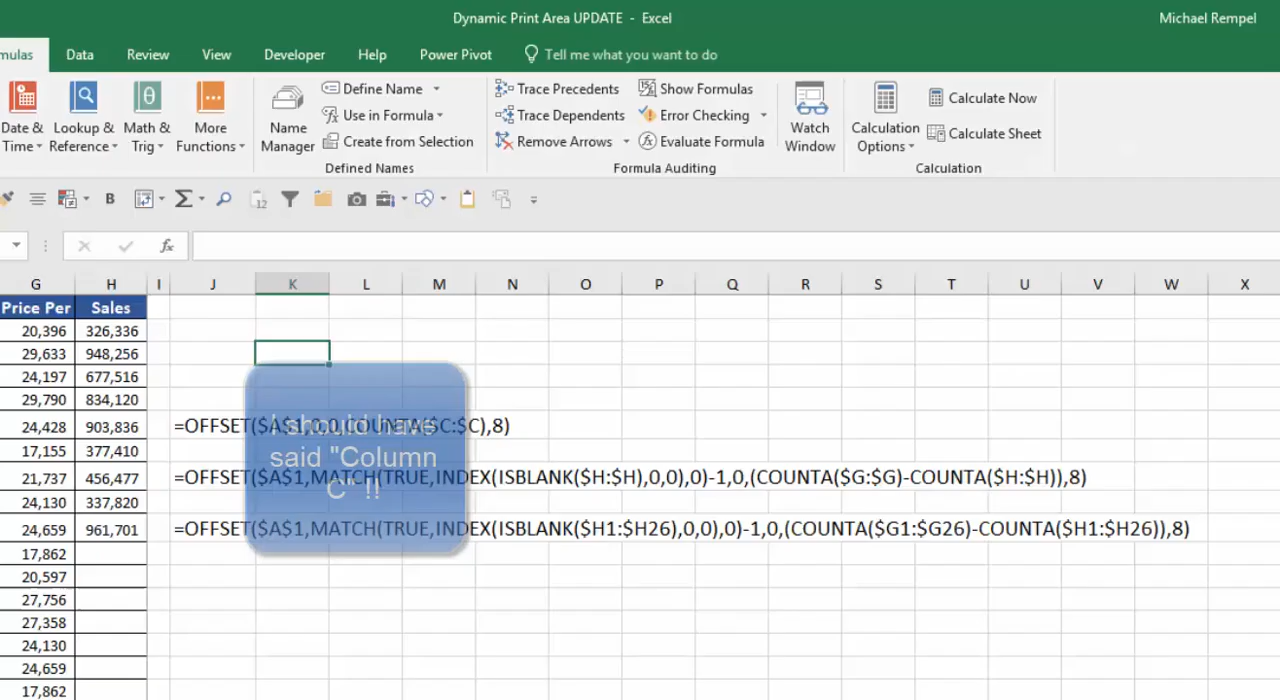 Dynamic Print Area UPDATE - Excel
Michael Rempel
mulas Data Review View Developer Help Power Pivot Tell me what you want to do
Date & Time
Lookup & Reference
Math & Trig
More Functions
Name Manager
Define Name
Use in Formula
Create from Selection
Defined Names
Trace Precedents
Trace Dependents
Remove Arrows
Show Formulas
Error Checking
Evaluate Formula
Formula Auditing
Watch Window
Calculation Options
Calculate Now
Calculate Sheet
Calculation
B Σ 12
fx
G H I J K L M N O P Q R S T U V W X
Price Per Sales
20,396 326,336
29,633 948,256
24,197 677,516
29,790 834,120
24,428 903,836
=OFFSET($A$1,0,0,COUNTA($C:$C),8)
17,155 377,410
21,737 456,477
=OFFSET($A$1,MATCH(TRUE,INDEX(ISBLANK($H:$H),0,0),0)-1,0,(COUNTA($G:$G)-COUNTA($H:$H)),8)
24,130 337,820
24,659 961,701
=OFFSET($A$1,MATCH(TRUE,INDEX(ISBLANK($H1:$H26),0,0),0)-1,0,(COUNTA($G1:$G26)-COUNTA($H1:$H26)),8)
17,862
20,597
27,756
27,358
24,130
24,659
17,862
I should have
said "Column
C" !!